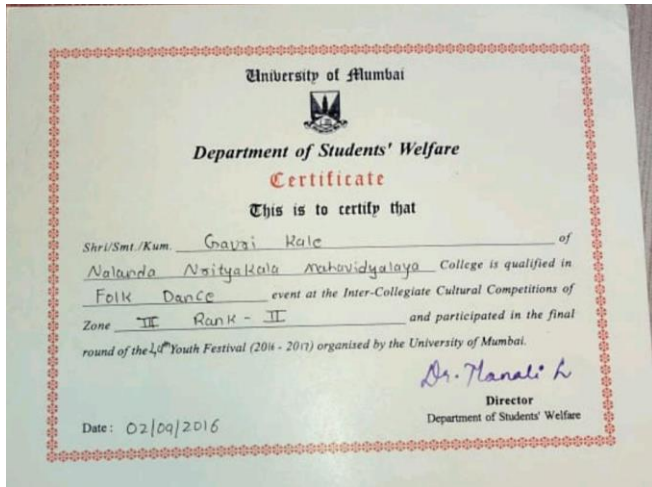 University of Mumbai
Department of Students' Welfare
Certificate
This is to certify that
Shri/Smt./Kum. Gavri Kale of
Nalanda Nrityakala Mahavidyalaya College is qualified in
Folk Dance event at the Inter-Collegiate Cultural Competitions of
Zone III Rank - II and participated in the final
round of the Youth Festival (2016 - 2017) organised by the University of Mumbai.
Dr. Manali
Director
Department of Students' Welfare
Date : 02/09/2016